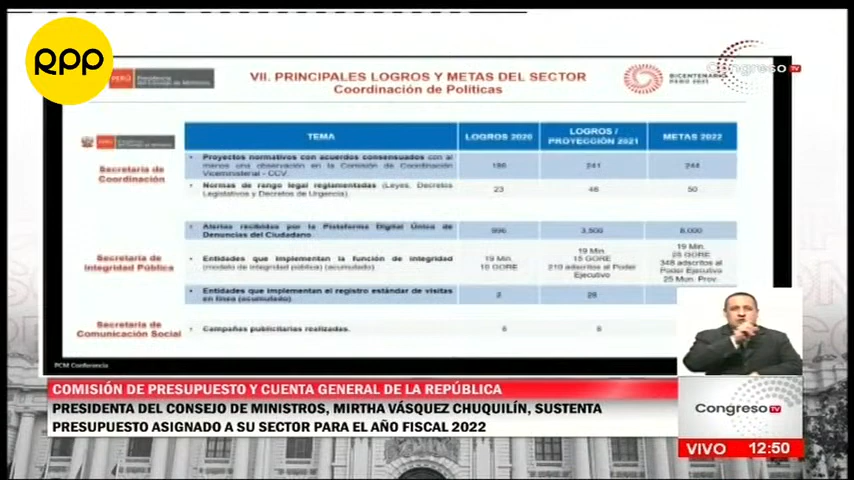 rpp
PERÚ
Presidencia
del Consejo de Ministros
VII. PRINCIPALES LOGROS Y METAS DEL SECTOR
Coordinación de Políticas
BICENTENARIO
PERÚ 2021
Congreso TV
TEMA
LOGROS 2020
LOGROS /
PROYECCIÓN 2021
METAS 2022
Secretaría de
Coordinación
• Proyectos normativos con acuerdos consensuados con al
menos una observación en la Comisión de Coordinación
Viceministerial - CCV.
186
241
244
• Normas de rango legal reglamentadas (Leyes, Decretos
Legislativos y Decretos de Urgencia).
23
46
50
Secretaría de
Integridad Pública
• Alertas recibidas por la Plataforma Digital Única de
Denuncias del Ciudadano.
996
3,500
8,000
• Entidades que implementan la función de integridad
(modelo de integridad pública) (acumulado)
19 Min.
10 GORE
19 Min.
15 GORE
210 adscritos al Poder
Ejecutivo
19 Min.
25 GORE
348 adscritos al
Poder Ejecutivo
25 Mun. Prov.
• Entidades que implementan el registro estándar de visitas
en línea (acumulado).
2
28
Secretaría de
Comunicación Social
• Campañas publicitarias realizadas.
6
PCM Conferencia
COMISIÓN DE PRESUPUESTO Y CUENTA GENERAL DE LA REPÚBLICA
PRESIDENTA DEL CONSEJO DE MINISTROS, MIRTHA VÁSQUEZ CHUQUILÍN, SUSTENTA
PRESUPUESTO ASIGNADO A SU SECTOR PARA EL AÑO FISCAL 2022
Congreso TV
VIVO 12:50